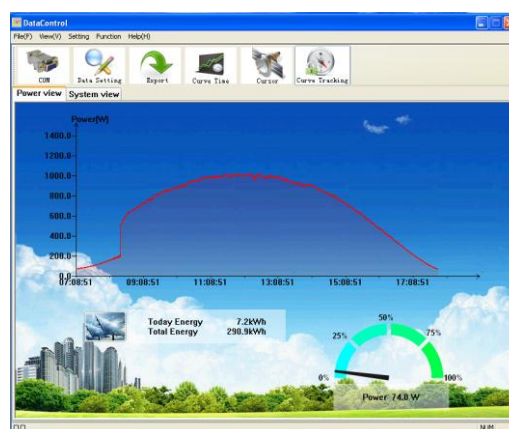 DataControl
File(F) View(V) Setting Function Help(H)
COM Data Setting Export Curve Time Cursor Curve Tracking
Power view System view
Power(W)
1400.0
1200.0
1000.0
800.0
600.0
400.0
200.0
0.0
07:08:51 09:08:51 11:08:51 13:08:51 15:08:51 17:08:51
Today Energy 7.2kWh
Total Energy 290.9kWh
0% 25% 50% 75% 100%
Power 74.0 W
NUM